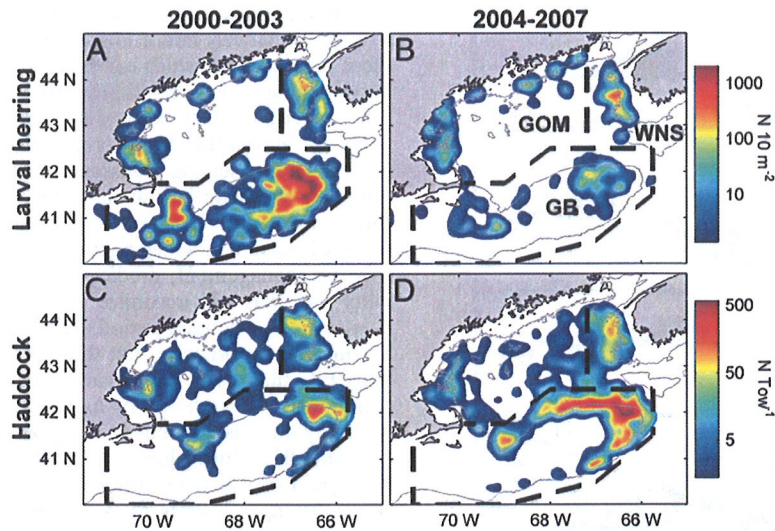 2000-2003 2004-2007
Larval herring
A
B
44 N
43 N
42 N
41 N
GOM
WNS
GB
1000
100
10
N 10 m⁻²
Haddock
C
D
44 N
43 N
42 N
41 N
500
50
5
N Tow⁻¹
70 W 68 W 66 W 70 W 68 W 66 W